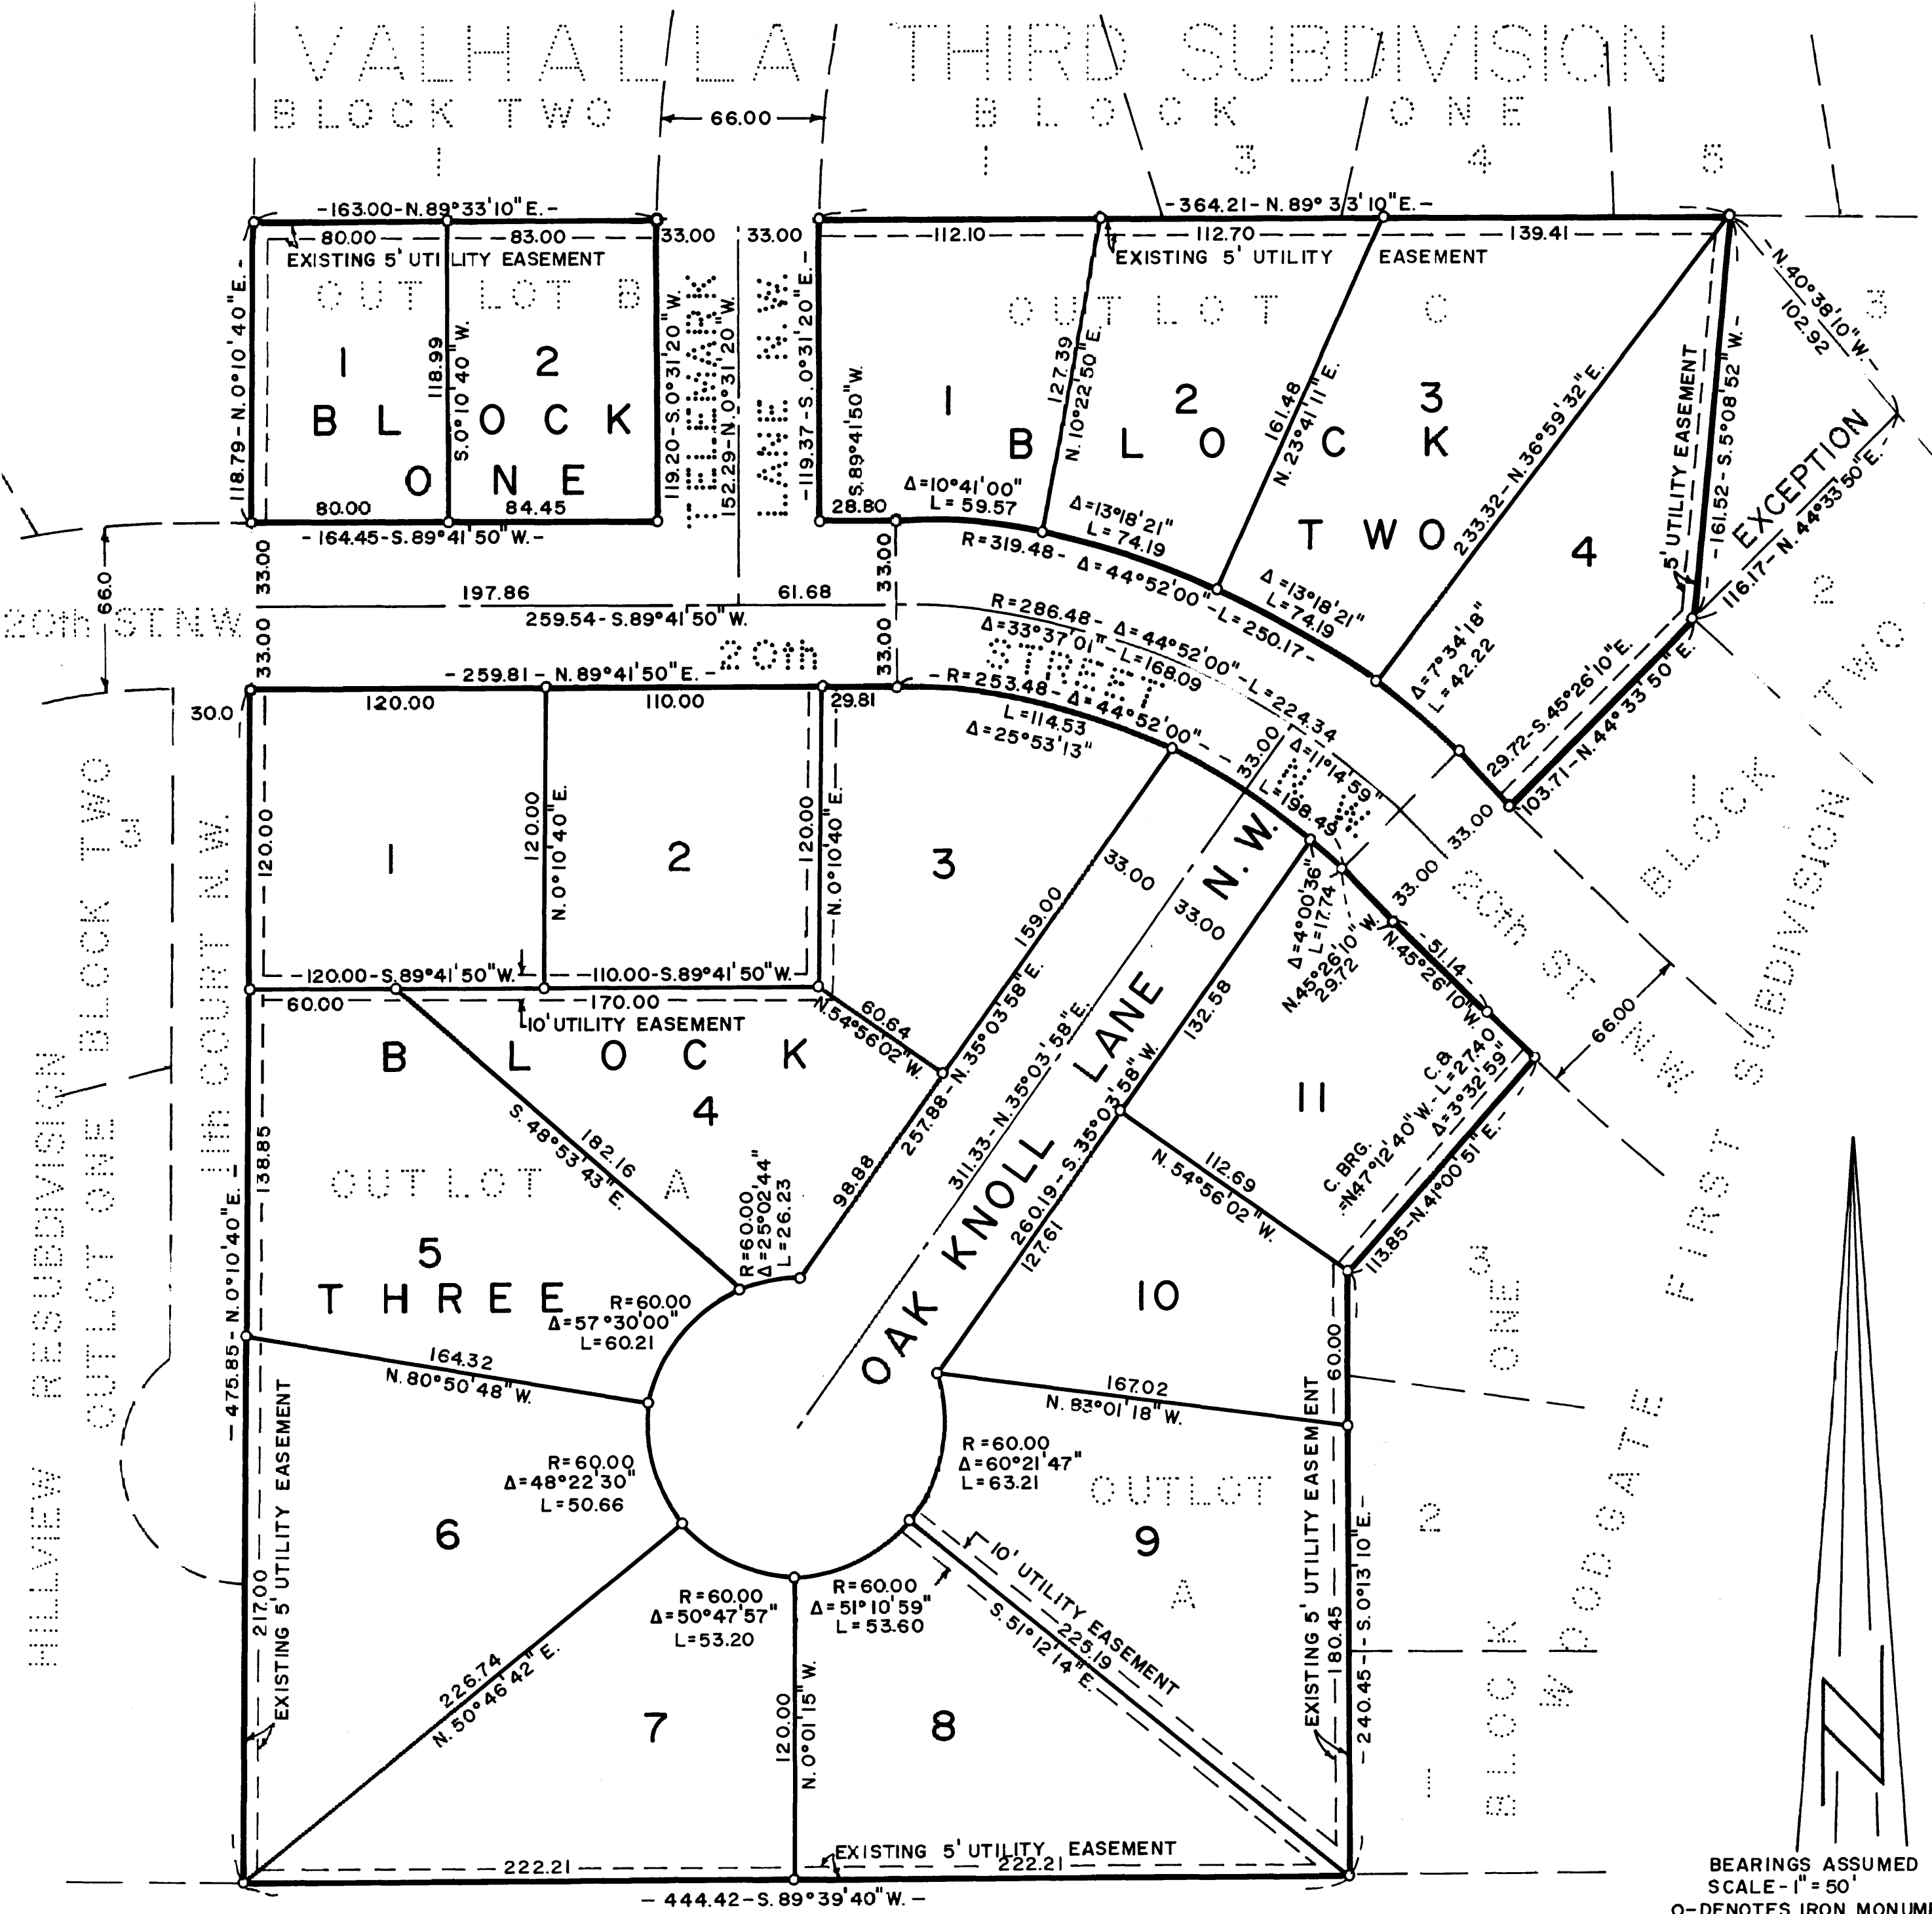 VALHALLA THIRD SUBDIVISION
BLOCK TWO
BLOCK ONE
66.00
1
1
3
4
5
-163.00-N.89°33'10"E.-
-364.21-N.89°33'10"E.-
80.00
83.00
33.00
33.00
112.10
112.70
139.41
EXISTING 5' UTILITY EASEMENT
EXISTING 5' UTILITY EASEMENT
OUTLOT B
OUTLOT C
-N.40°38'10"W.-
102.92
3
118.79-N.0°10'40"E.-
118.99
S.0°10'40"W.
119.20-S.0°31'20"W.
TELEMARK
152.29-N.0°31'20"W.
LANE N.W.
-119.37-S.0°31'20"E.-
S.89°41'50"W.
127.39
N.10°22'50"E.
161.48
N.23°41'11"E.
233.32-N.36°59'32"E.
5' UTILITY EASEMENT
-161.52-S.5°08'52"W.-
EXCEPTION
116.17-N.44°33'50"E.
1
2
BLOCK
ONE
1
2
3
BLOCK
TWO
4
80.00
84.45
-164.45-S.89°41'50"W.-
28.80
Δ=10°41'00"
L=59.57
Δ=13°18'21"
L=74.19
Δ=13°18'21"
L=74.19
Δ=7°34'18"
L=42.22
R=319.48-Δ=44°52'00"-L=250.17-
66.0
20th ST. N.W.
33.00
33.00
197.86
61.68
259.54-S.89°41'50"W.
33.00
33.00
R=286.48-Δ=44°52'00"-L=224.34
Δ=33°37'01"-L=168.09
20th
STREET
N.W.
-259.81-N.89°41'50"E.-
-R=253.48-Δ=44°52'00"-
L=198.49
L=114.53
Δ=25°53'13"
Δ=11°14'59"
33.00
29.72-S.45°26'10"E.
103.71-N.44°33'50"E.
2
BLOCK TWO
1
30.0
120.00
110.00
29.81
120.00
120.00
N.0°10'40"E.
120.00
N.0°10'40"E.
1
2
3
159.00
33.00
33.00
33.00
33.00
Δ=4°00'36"
L=17.74
N.45°26'10"W.
29.72
-51.14-
N.45°26'10"W.
20th ST. N.W.
66.00
120.00-S.89°41'50"W.
110.00-S.89°41'50"W.
60.00
170.00
10' UTILITY EASEMENT
60.64
N.54°56'02"W.
BLOCK
4
257.88-N.35°03'58"E.
311.33-N.35°03'58"E.
OAK KNOLL LANE N.W.
132.58
260.19-S.35°03'58"W.
127.61
11
C.B.
C. BRG.
=N47°12'40"W.-L=27.40
Δ=3°32'59"
113.85-N.41°00'51"E.
112.69
N.54°56'02"W.
182.16
S.48°53'43"E.
98.88
R=60.00
Δ=25°02'44"
L=26.23
OUTLOT A
5
THREE
138.85
-475.85-N.0°10'40"E.-
R=60.00
Δ=57°30'00"
L=60.21
10
60.00
164.32
N.80°50'48"W.
167.02
N.83°01'18"W.
R=60.00
Δ=48°22'30"
L=50.66
R=60.00
Δ=60°21'47"
L=63.21
OUTLOT
A
6
9
217.00
EXISTING 5' UTILITY EASEMENT
10' UTILITY EASEMENT
225.19
S.51°12'14"E.
R=60.00
Δ=50°47'57"
L=53.20
R=60.00
Δ=51°10'59"
L=53.60
226.74
N.50°46'42"E.
7
120.00
N.0°01'15"W.
8
EXISTING 5' UTILITY EASEMENT
180.45
-240.45-S.0°13'10"E.-
EXISTING 5' UTILITY EASEMENT
222.21
222.21
-444.42-S.89°39'40"W.-
HILLVIEW RESUBDIVISION
OUTLOT ONE BLOCK TWO
3
11th COURT N.W.
3
2
1
BLOCK ONE
WOODGATE FIRST SUBDIVISION
N
BEARINGS ASSUMED
SCALE-1"=50'
O-DENOTES IRON MONUME